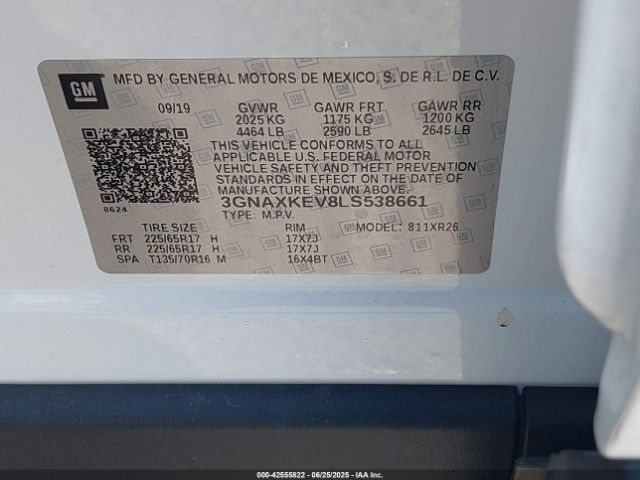 GM
MFD BY GENERAL MOTORS DE MEXICO, S. DE R.L. DE C.V.
09/19 GVWR GAWR FRT GAWR RR
2025 KG 1175 KG 1200 KG
4464 LB 2590 LB 2645 LB
THIS VEHICLE CONFORMS TO ALL
APPLICABLE U.S. FEDERAL MOTOR
VEHICLE SAFETY AND THEFT PREVENTION
STANDARDS IN EFFECT ON THE DATE OF
MANUFACTURE SHOWN ABOVE.
3GNAXKEV8LS538661
8624
TYPE: M.P.V. MODEL: 811XR26
TIRE SIZE RIM
FRT 225/65R17 H 17X7J
RR 225/65R17 H 17X7J
SPA T135/70R16 M 16X4BT
000-42555822 - 06/25/2025 - IAA Inc.